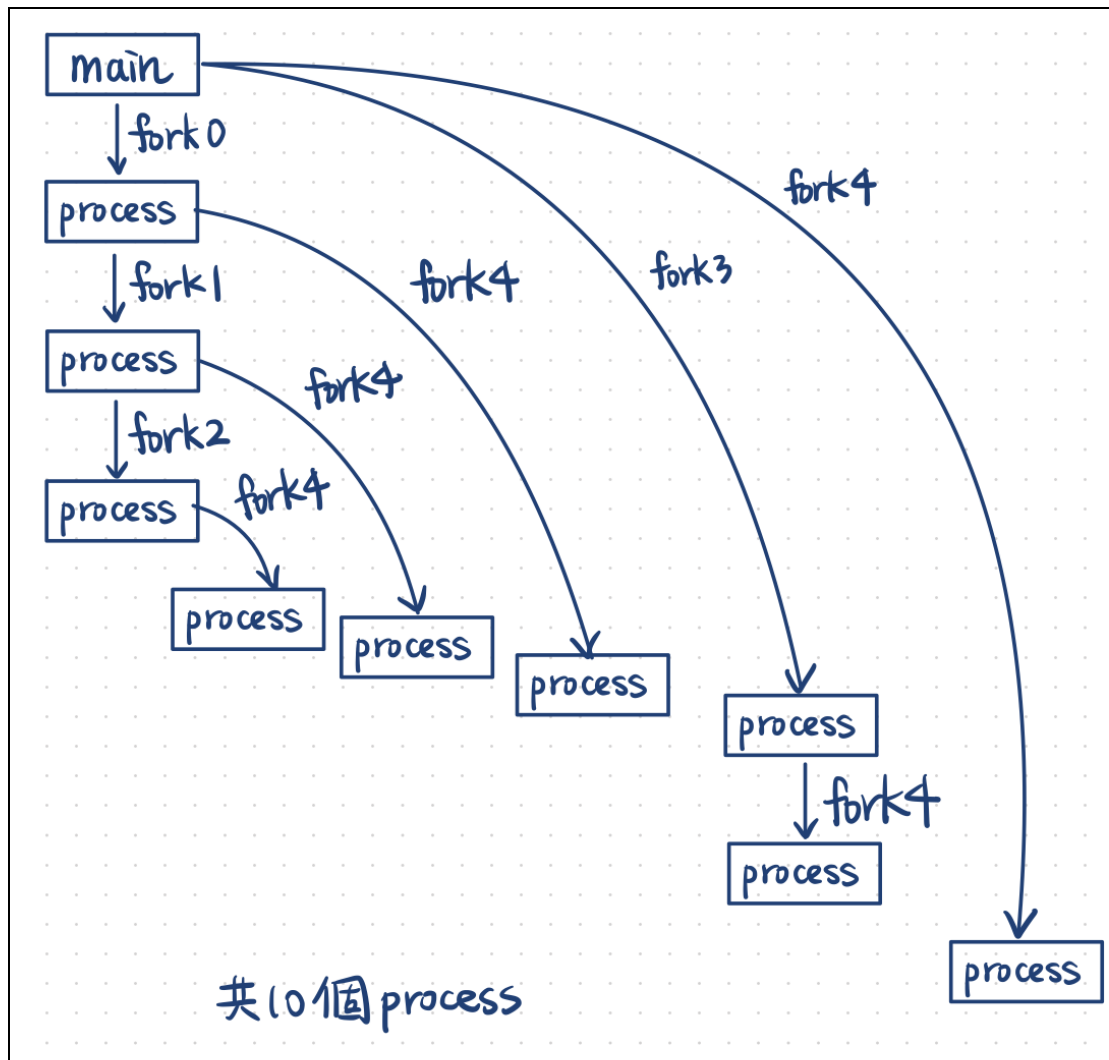 main
fork0
fork4
process
fork3
fork1
fork4
process
fork4
fork2
fork4
process
process
process
process
process
fork4
process
process
共10個process